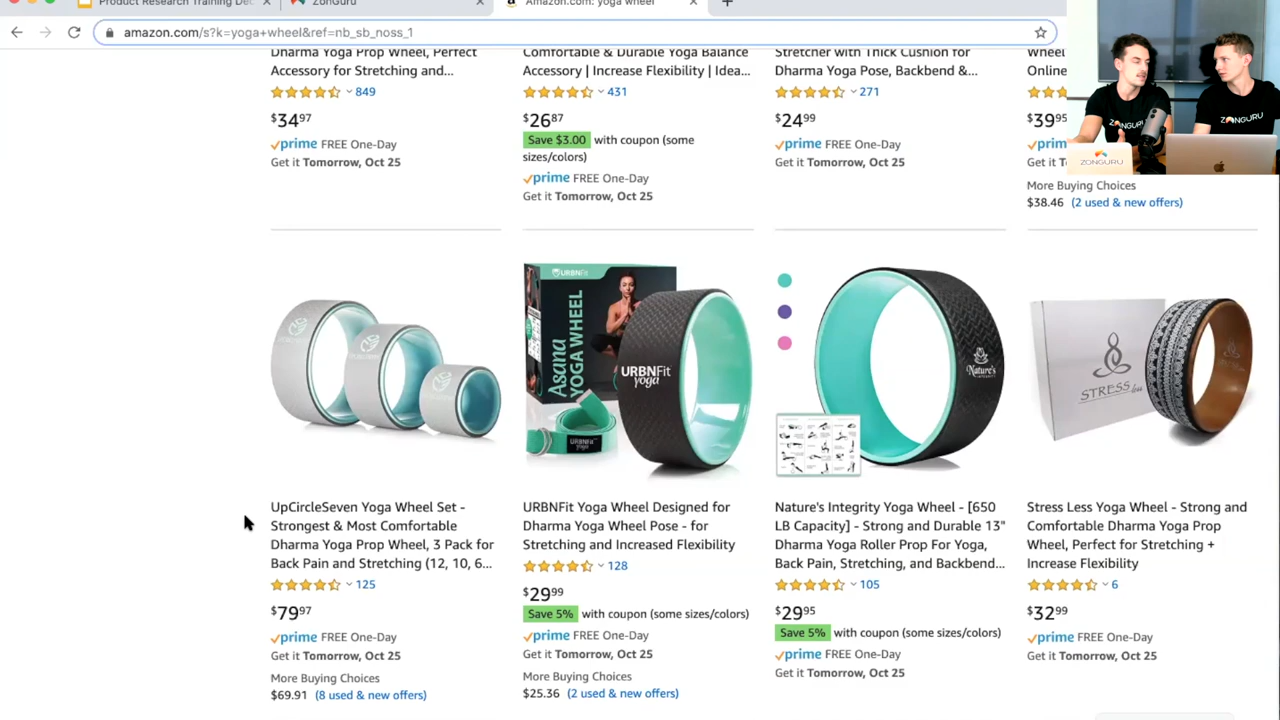 Product Research Training Dec
ZonGuru
Amazon.com: yoga wheel
amazon.com/s?k=yoga+wheel&ref=nb_sb_noss_1
Dharma Yoga Prop Wheel, Perfect
Accessory for Stretching and...
849
$34.97
prime FREE One-Day
Get it Tomorrow, Oct 25
Comfortable & Durable Yoga Balance
Accessory | Increase Flexibility | Idea...
431
$26.87
Save $3.00 with coupon (some
sizes/colors)
prime FREE One-Day
Get it Tomorrow, Oct 25
Stretcher with Thick Cushion for
Dharma Yoga Pose, Backbend &...
271
$24.99
prime FREE One-Day
Get it Tomorrow, Oct 25
Wheel
Online
$39.95
prime
Get it
More Buying Choices
$38.46 (2 used & new offers)
ZONGURU
ZONGURU
ZONGURU
URBNFit
Asana
YOGA WHEEL
URBNFit
yoga
URBNFit
yoga
Nature's
INTEGRITY
STRESS less
UpCircleSeven Yoga Wheel Set -
Strongest & Most Comfortable
Dharma Yoga Prop Wheel, 3 Pack for
Back Pain and Stretching (12, 10, 6...
125
$79.97
prime FREE One-Day
Get it Tomorrow, Oct 25
More Buying Choices
$69.91 (8 used & new offers)
URBNFit Yoga Wheel Designed for
Dharma Yoga Wheel Pose - for
Stretching and Increased Flexibility
128
$29.99
Save 5% with coupon (some sizes/colors)
prime FREE One-Day
Get it Tomorrow, Oct 25
More Buying Choices
$25.36 (2 used & new offers)
Nature's Integrity Yoga Wheel - [650
LB Capacity] - Strong and Durable 13"
Dharma Yoga Roller Prop For Yoga,
Back Pain, Stretching, and Backbend...
105
$29.95
Save 5% with coupon (some sizes/colors)
prime FREE One-Day
Get it Tomorrow, Oct 25
Stress Less Yoga Wheel - Strong and
Comfortable Dharma Yoga Prop
Wheel, Perfect for Stretching +
Increase Flexibility
6
$32.99
prime FREE One-Day
Get it Tomorrow, Oct 25